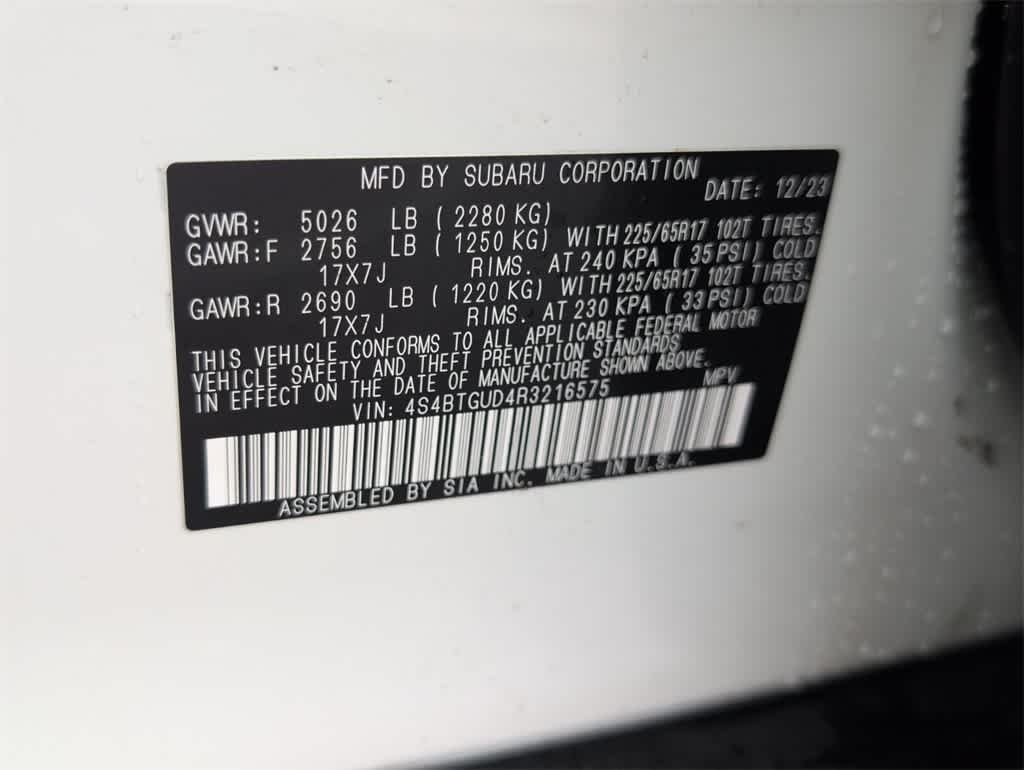 MFD BY SUBARU CORPORATION DATE: 12/23
GVWR: 5026 LB ( 2280 KG)
GAWR:F 2756 LB ( 1250 KG) WITH 225/65R17 102T TIRES.
17X7J RIMS. AT 240 KPA ( 35 PSI) COLD
GAWR:R 2690 LB ( 1220 KG) WITH 225/65R17 102T TIRES.
17X7J RIMS. AT 230 KPA ( 33 PSI) COLD
THIS VEHICLE CONFORMS TO ALL APPLICABLE FEDERAL MOTOR
VEHICLE SAFETY AND THEFT PREVENTION STANDARDS
IN EFFECT ON THE DATE OF MANUFACTURE SHOWN ABOVE.
VIN: 4S4BTGUD4R3216575 MPV
ASSEMBLED BY SIA INC. MADE IN U.S.A.